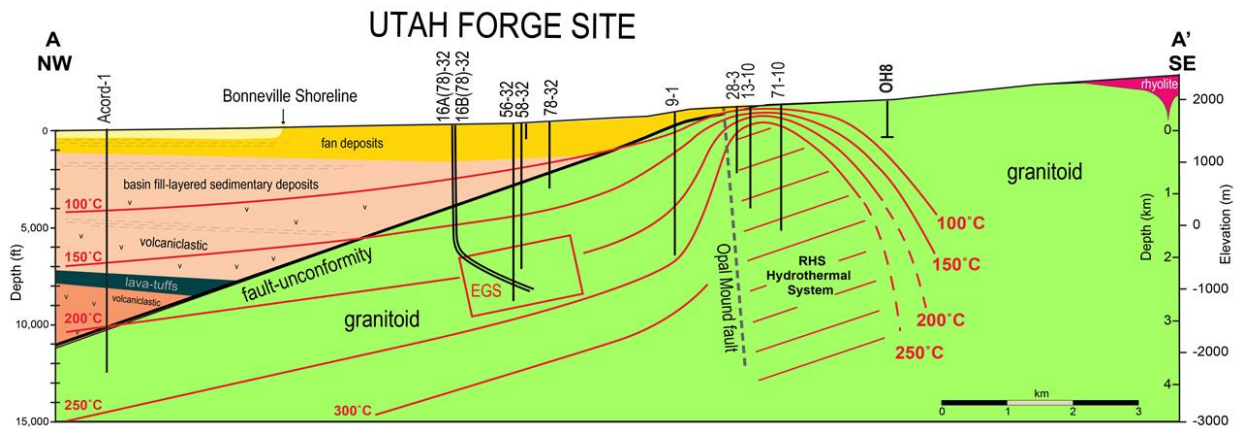 UTAH FORGE SITE
A
NW
A'
SE
Acord-1
Bonneville Shoreline
16A(78)-32
16B(78)-32
56-32
58-32
78-32
9-1
28-3
13-10
71-10
OH8
rhyolite
fan deposits
basin fill-layered sedimentary deposits
100°C
volcaniclastic
150°C
lava-tuffs
volcaniclastic
200°C
250°C
300°C
fault-unconformity
granitoid
EGS
Opal Mound fault
RHS
Hydrothermal
System
granitoid
100°C
150°C
200°C
250°C
v v v v v v v v v v v
Depth (ft)
0
5,000
10,000
15,000
Depth (km)
0
1
2
3
4
Elevation (m)
2000
1000
0
-1000
-2000
-3000
km
0 1 2 3